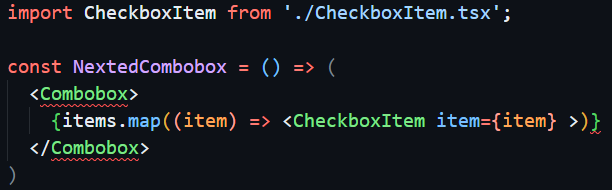 import CheckboxItem from './CheckboxItem.tsx';
const NextedCombobox = () => (
<Combobox>
{items.map((item) => <CheckboxItem item={item} >)}
</Combobox>
)